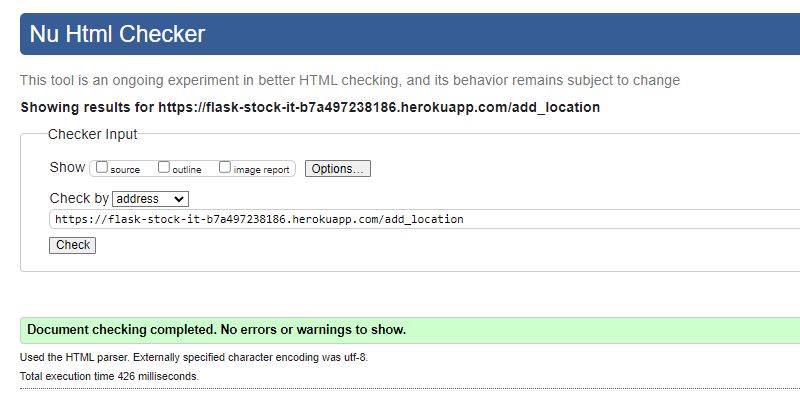 Nu Html Checker
This tool is an ongoing experiment in better HTML checking, and its behavior remains subject to change
Showing results for https://flask-stock-it-b7a497238186.herokuapp.com/add_location
Checker Input
Show source outline image report Options...
Check by address
https://flask-stock-it-b7a497238186.herokuapp.com/add_location
Check
Document checking completed. No errors or warnings to show.
Used the HTML parser. Externally specified character encoding was utf-8.
Total execution time 426 milliseconds.